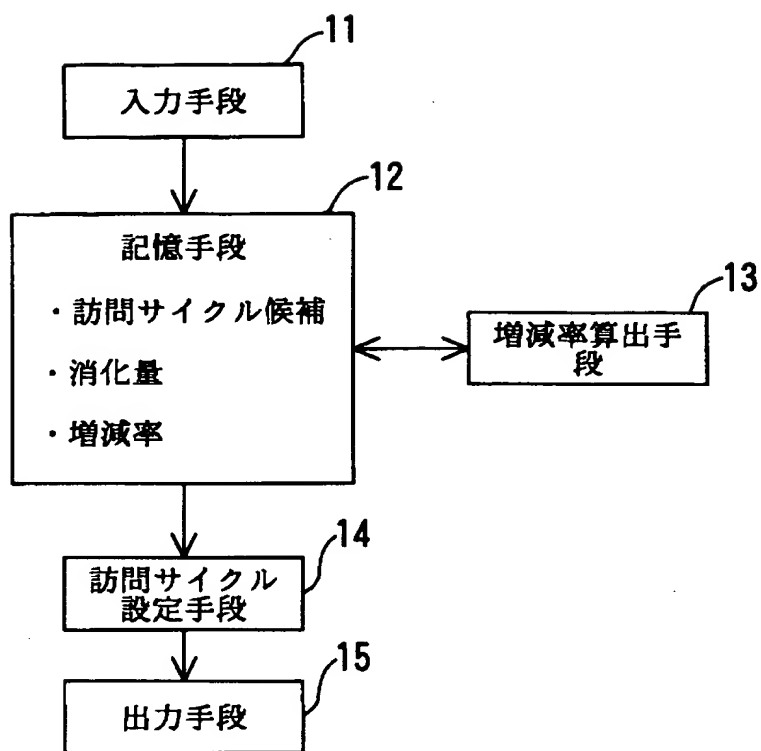 11
入力手段
12
記憶手段
・訪問サイクル候補
・消化量
・増減率
13
増減率算出手
段
14
訪問サイクル
設定手段
15
出力手段